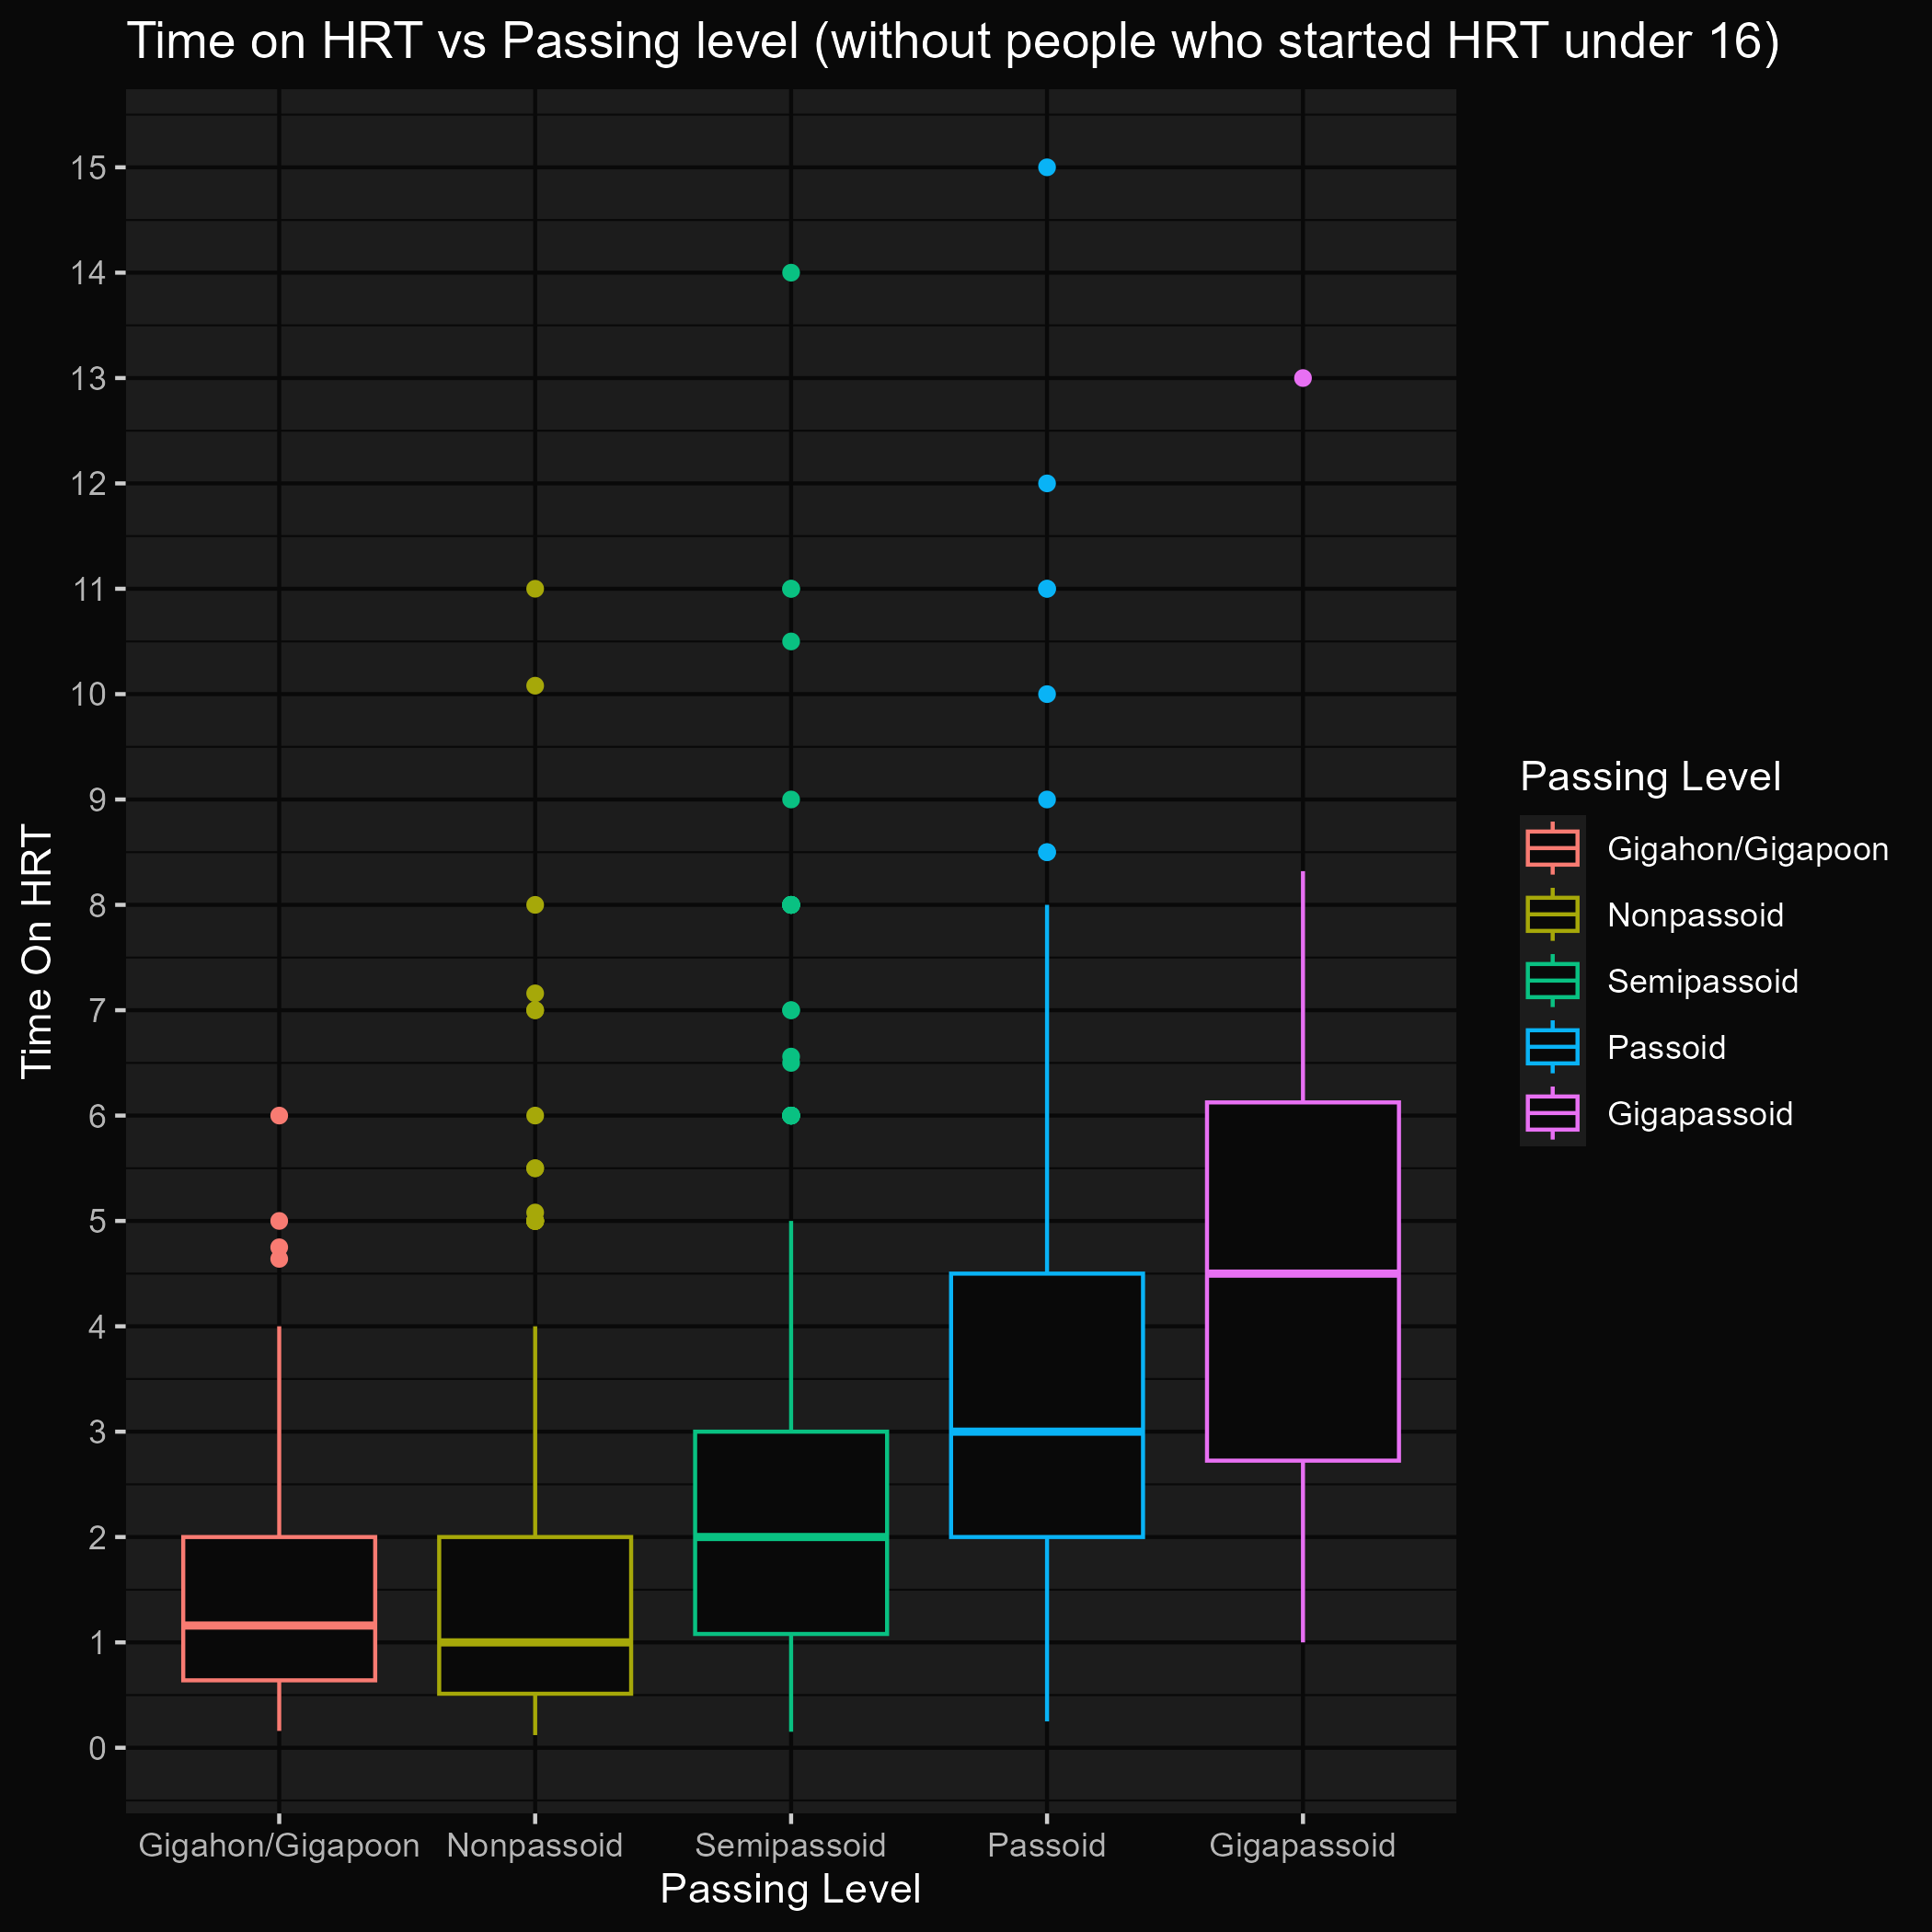 Time on HRT vs Passing level (without people who started HRT under 16)
15
14
13
12
11
10
9
8
7
6
5
4
3
2
1
0
Time On HRT
Gigahon/Gigapoon Nonpassoid Semipassoid Passoid Gigapassoid
Passing Level
Passing Level
Gigahon/Gigapoon
Nonpassoid
Semipassoid
Passoid
Gigapassoid